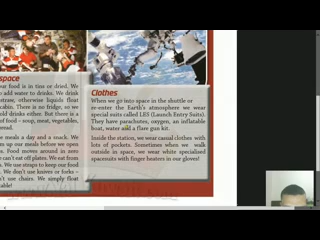 space
food is in tins or dried. We
add water to drinks. We drink
otherwise liquids float
cabin. There is no fridge, so we
cold drinks either. But there is a
of food - soup, meat, vegetables,
bread.
meals a day and a snack. We
up our meals before we open
Food moves around in zero
can't eat off plates. We eat from
We use straps to keep our food
We don't use knives or forks –
use chairs. We simply float
table!
Clothes
When we go into space in the shuttle or
re-enter the Earth's atmosphere we wear
special suits called LES (Launch Entry Suits).
They have parachutes, oxygen, an inflatable
boat, water and a flare gun kit.
Inside the station, we wear casual clothes with
lots of pockets. Sometimes when we walk
outside in space, we wear white specialised
spacesuits with finger heaters in our gloves!